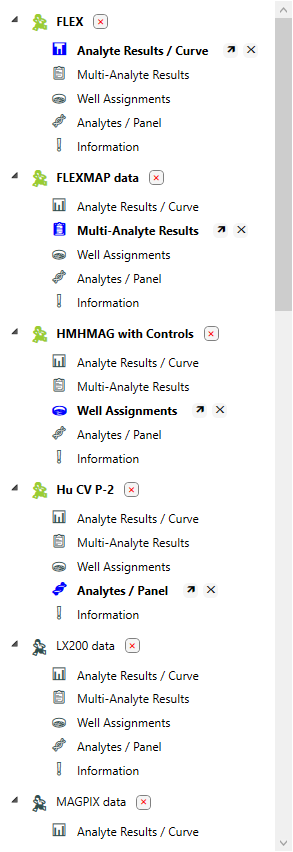 FLEX
Analyte Results / Curve
Multi-Analyte Results
Well Assignments
Analytes / Panel
Information
FLEXMAP data
Analyte Results / Curve
Multi-Analyte Results
Well Assignments
Analytes / Panel
Information
HMHMAG with Controls
Analyte Results / Curve
Multi-Analyte Results
Well Assignments
Analytes / Panel
Information
Hu CV P-2
Analyte Results / Curve
Multi-Analyte Results
Well Assignments
Analytes / Panel
Information
LX200 data
Analyte Results / Curve
Multi-Analyte Results
Well Assignments
Analytes / Panel
Information
MAGPIX data
Analyte Results / Curve